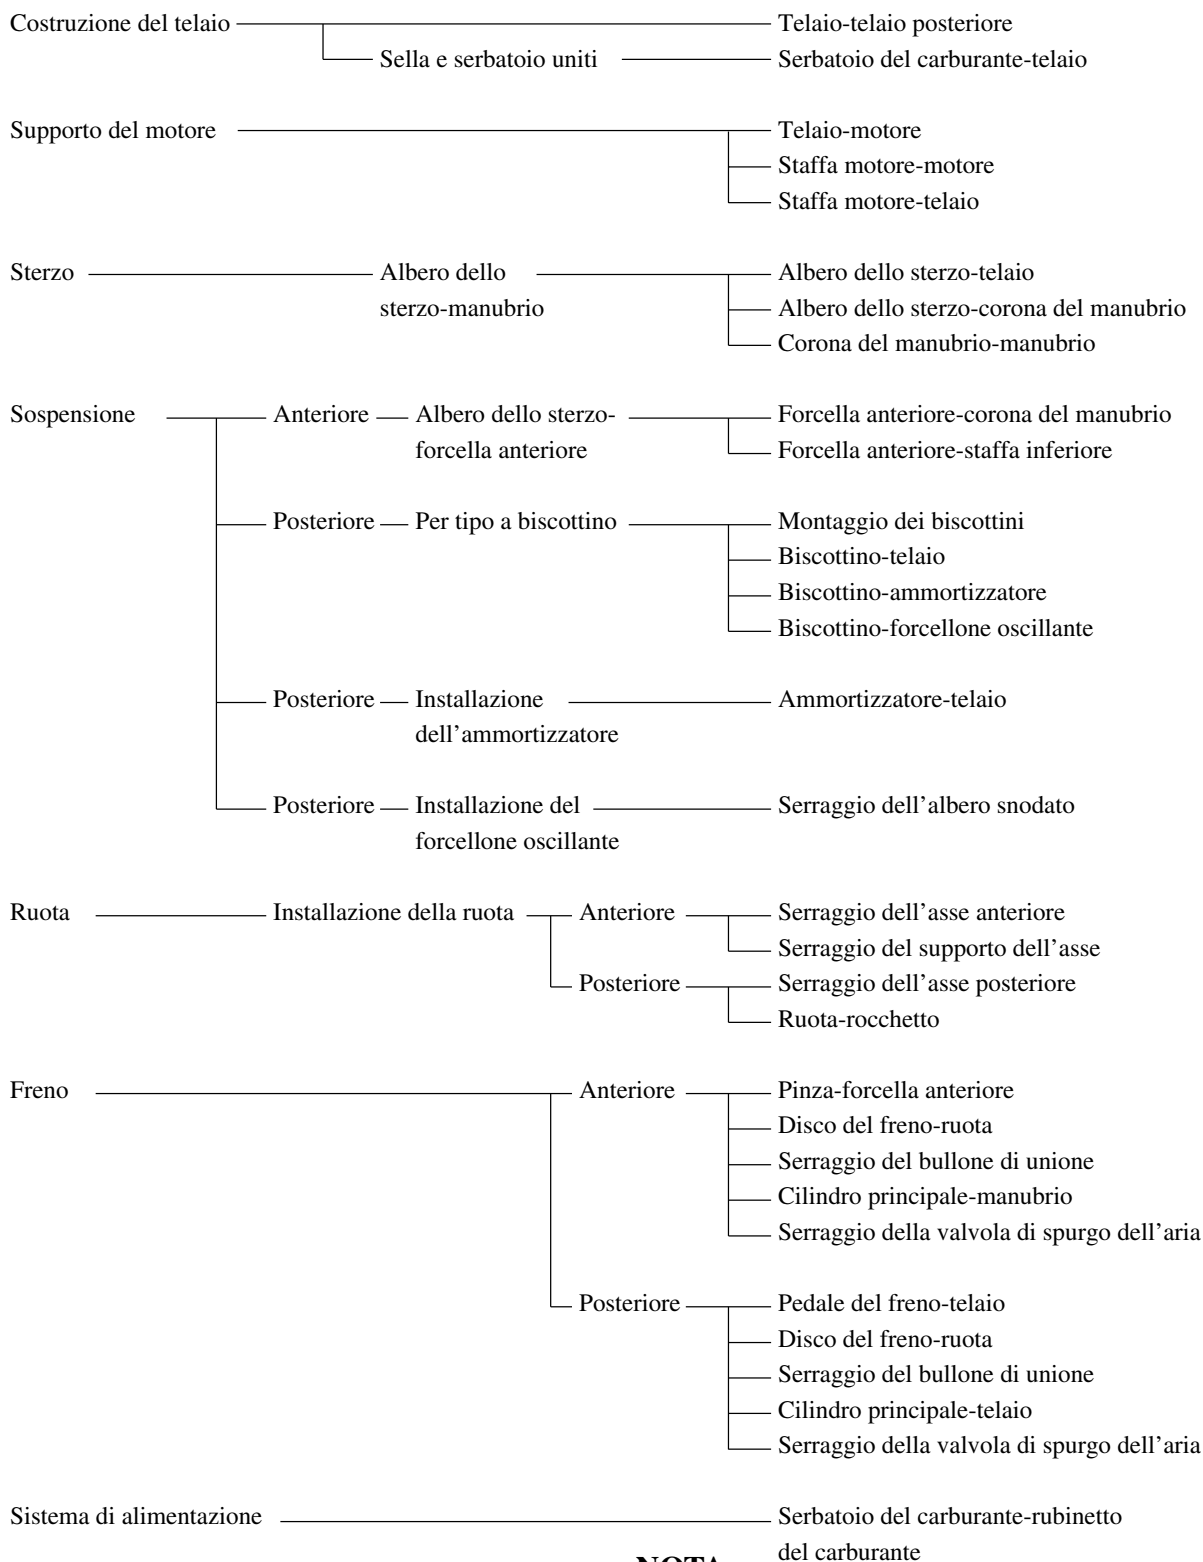 Costruzione del telaio Telaio-telaio posteriore
Sella e serbatoio uniti Serbatoio del carburante-telaio
Supporto del motore Telaio-motore
Staffa motore-motore
Staffa motore-telaio
Sterzo Albero dello Albero dello sterzo-telaio
sterzo-manubrio Albero dello sterzo-corona del manubrio
Corona del manubrio-manubrio
Sospensione Anteriore Albero dello sterzo- Forcella anteriore-corona del manubrio
forcella anteriore Forcella anteriore-staffa inferiore
Posteriore Per tipo a biscottino Montaggio dei biscottini
Biscottino-telaio
Biscottino-ammortizzatore
Biscottino-forcellone oscillante
Posteriore Installazione Ammortizzatore-telaio
dell’ammortizzatore
Posteriore Installazione del Serraggio dell’albero snodato
forcellone oscillante
Ruota Installazione della ruota Anteriore Serraggio dell’asse anteriore
Serraggio del supporto dell’asse
Posteriore Serraggio dell’asse posteriore
Ruota-rocchetto
Freno Anteriore Pinza-forcella anteriore
Disco del freno-ruota
Serraggio del bullone di unione
Cilindro principale-manubrio
Serraggio della valvola di spurgo dell’aria
Posteriore Pedale del freno-telaio
Disco del freno-ruota
Serraggio del bullone di unione
Cilindro principale-telaio
Serraggio della valvola di spurgo dell’aria
Sistema di alimentazione Serbatoio del carburante-rubinetto
del carburante
NOTA